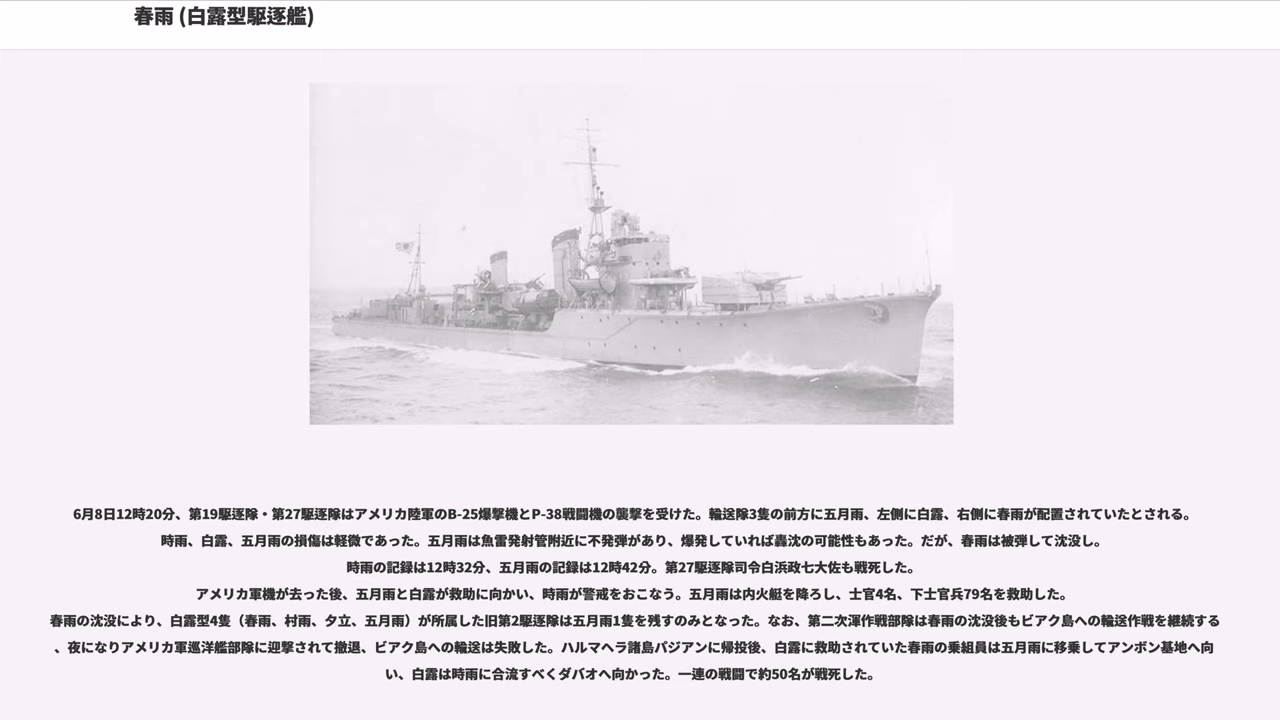 春雨 (白露型駆逐艦)
6月8日12時20分、第19駆逐隊・第27駆逐隊はアメリカ陸軍のB-25爆撃機とP-38戦闘機の襲撃を受けた。輸送隊3隻の前方に五月雨、左側に白露、右側に春雨が配置されていたとされる。
時雨、白露、五月雨の損傷は軽微であった。五月雨は魚雷発射管附近に不発弾があり、爆発していれば轟沈の可能性もあった。だが、春雨は被弾して沈没し。
時雨の記録は12時32分、五月雨の記録は12時42分。第27駆逐隊司令白浜政七大佐も戦死した。
アメリカ軍機が去った後、五月雨と白露が救助に向かい、時雨が警戒をおこなう。五月雨は内火艇を降ろし、士官4名、下士官兵79名を救助した。
春雨の沈没により、白露型4隻（春雨、村雨、夕立、五月雨）が所属した旧第2駆逐隊は五月雨1隻を残すのみとなった。なお、第二次渾作戦部隊は春雨の沈没後もビアク島への輸送作戦を継続する
、夜になりアメリカ軍巡洋艦部隊に迎撃されて撤退、ビアク島への輸送は失敗した。ハルマヘラ諸島バジアンに帰投後、白露に救助されていた春雨の乗組員は五月雨に移乗してアンボン基地へ向
い、白露は時雨に合流すべくダバオへ向かった。一連の戦闘で約50名が戦死した。